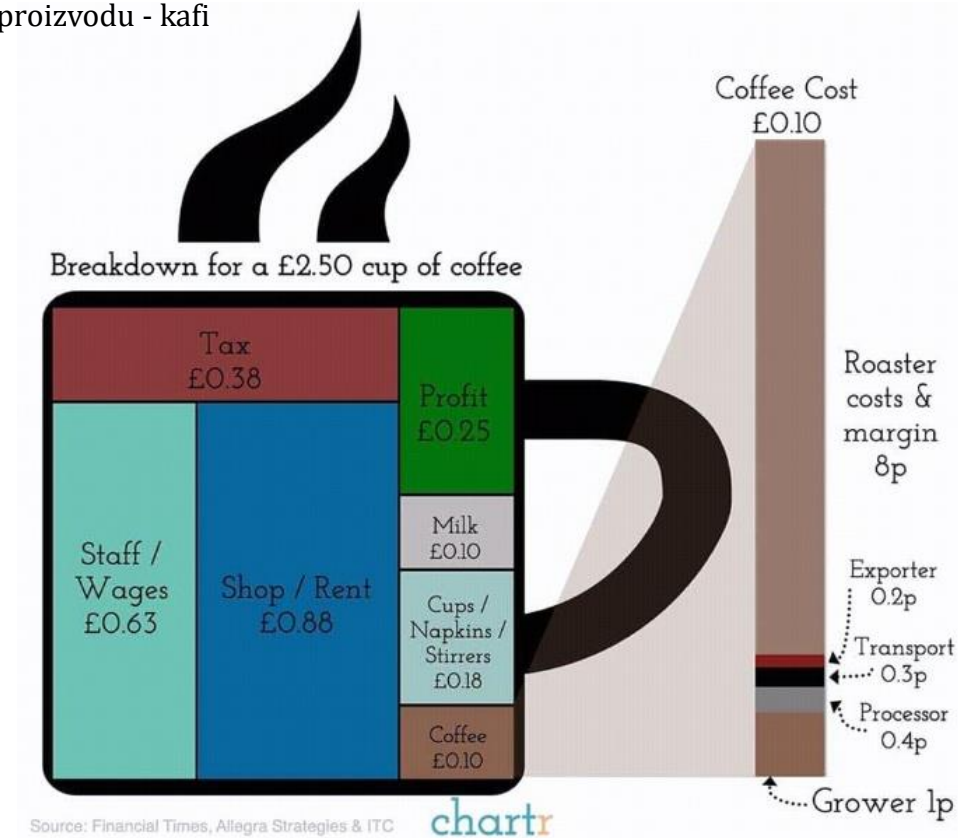 proizvodu - kafi
Breakdown for a £2.50 cup of coffee
Tax
£0.38
Profit
£0.25
Staff /
Wages
£0.63
Shop / Rent
£0.88
Milk
£0.10
Cups /
Napkins /
Stirrers
£0.18
Coffee
£0.10
Coffee Cost
£0.10
Roaster
costs &
margin
8p
Exporter
0.2p
Transport
0.3p
Processor
0.4p
Grower 1p
Source: Financial Times, Allegra Strategies & ITC
chartr